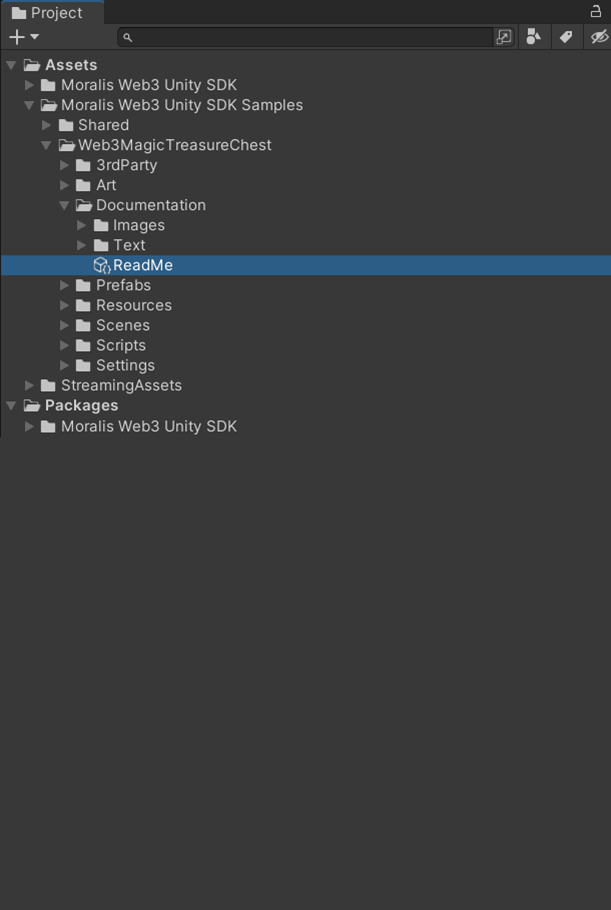 Project
Assets
Moralis Web3 Unity SDK
Moralis Web3 Unity SDK Samples
Shared
Web3MagicTreasureChest
3rdParty
Art
Documentation
Images
Text
ReadMe
Prefabs
Resources
Scenes
Scripts
Settings
StreamingAssets
Packages
Moralis Web3 Unity SDK